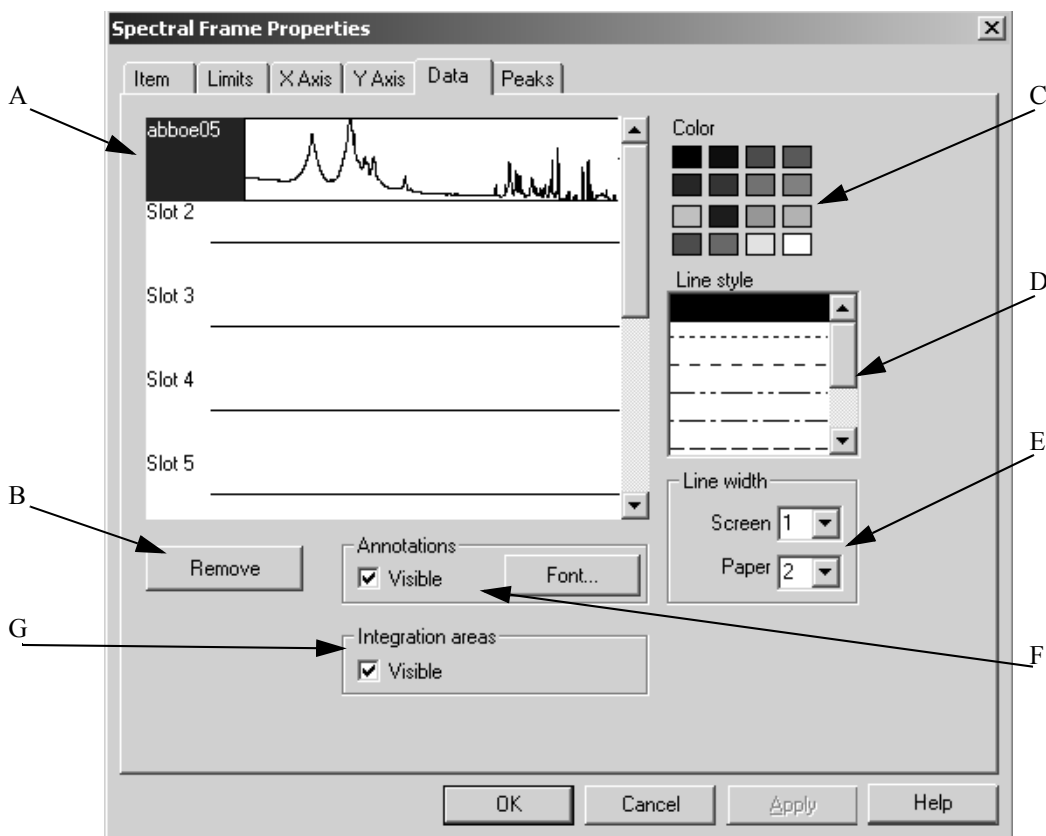 Spectral Frame Properties
Item Limits X Axis Y Axis Data Peaks
A
abboe05
Slot 2
Slot 3
Slot 4
Slot 5
Color
C
Line style
D
Line width
E
Screen 1
Paper 2
B
Remove
Annotations
Visible
Font...
F
G
Integration areas
Visible
OK Cancel Apply Help